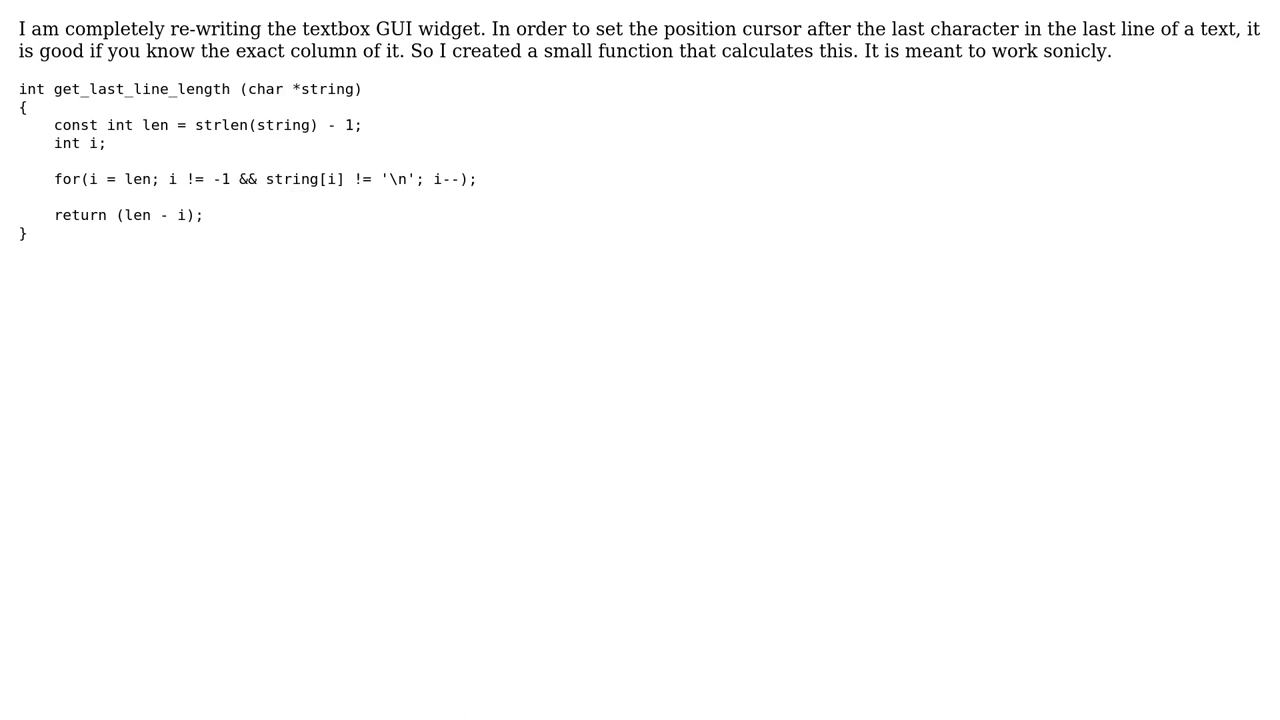 I am completely re-writing the textbox GUI widget. In order to set the position cursor after the last character in the last line of a text, it
is good if you know the exact column of it. So I created a small function that calculates this. It is meant to work sonicly.
int get_last_line_length (char *string)
{
    const int len = strlen(string) - 1;
    int i;
    for(i = len; i != -1 && string[i] != '\n'; i--);
    return (len - i);
}